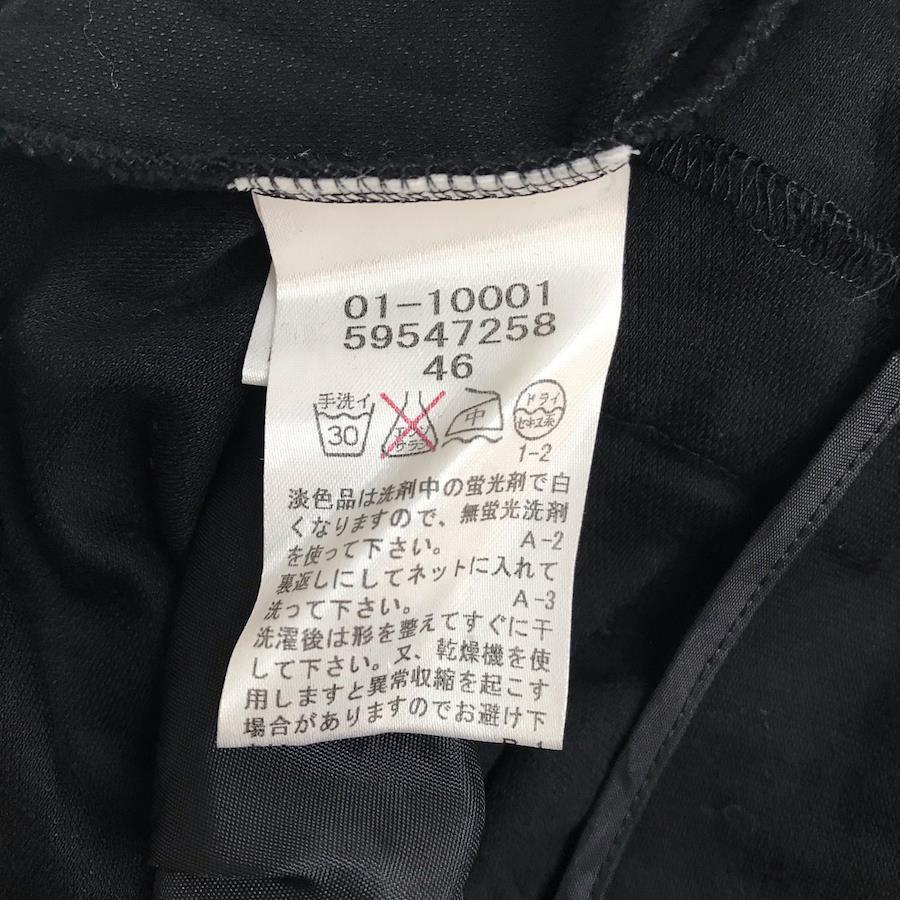 01-10001
59547258
46
手洗イ
30
エンソ
サラシ
中
ドライ
セキユ系
1-2
淡色品は洗剤中の蛍光剤で白
くなりますので、無蛍光洗剤
を使って下さい。 A-2
裏返しにしてネットに入れて
洗って下さい。 A-3
洗濯後は形を整えてすぐに干
して下さい。又、乾燥機を使
用しますと異常収縮を起こす
場合がありますのでお避け下